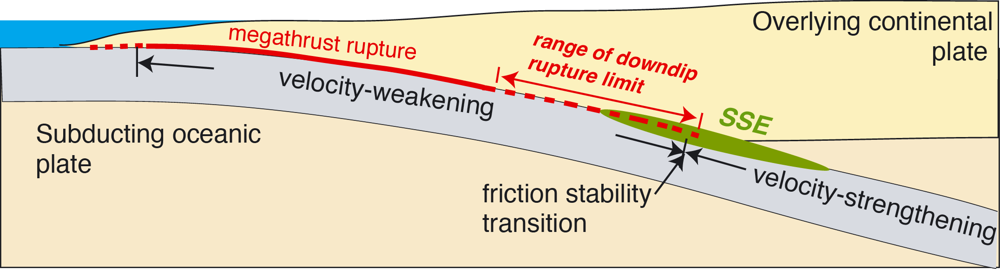 Overlying continental
plate
megathrust rupture
range of downdip
rupture limit
velocity-weakening
SSE
Subducting oceanic
plate
friction stability
transition
velocity-strengthening